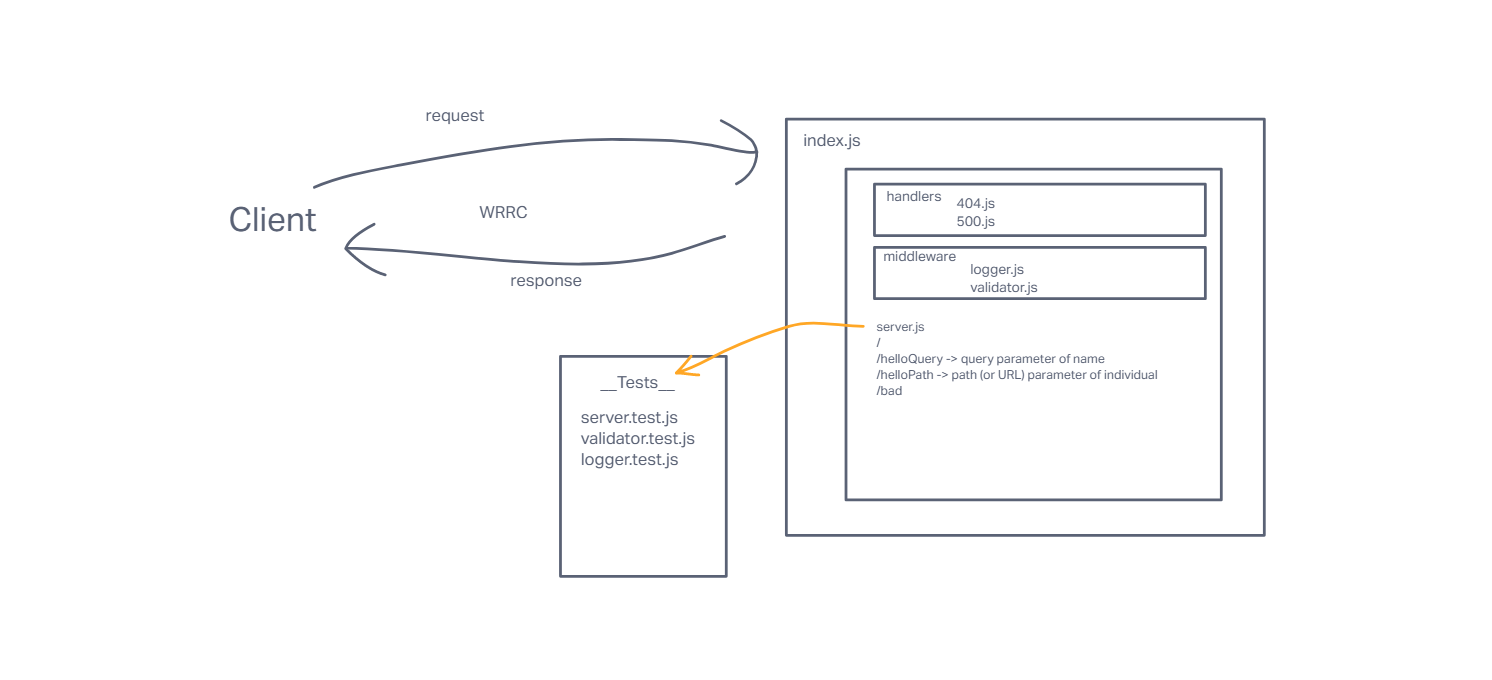 request
Client
WRRC
response
index.js
handlers
404.js
500.js
middleware
logger.js
validator.js
server.js
/
/helloQuery -> query parameter of name
/helloPath -> path (or URL) parameter of individual
/bad
__Tests__
server.test.js
validator.test.js
logger.test.js